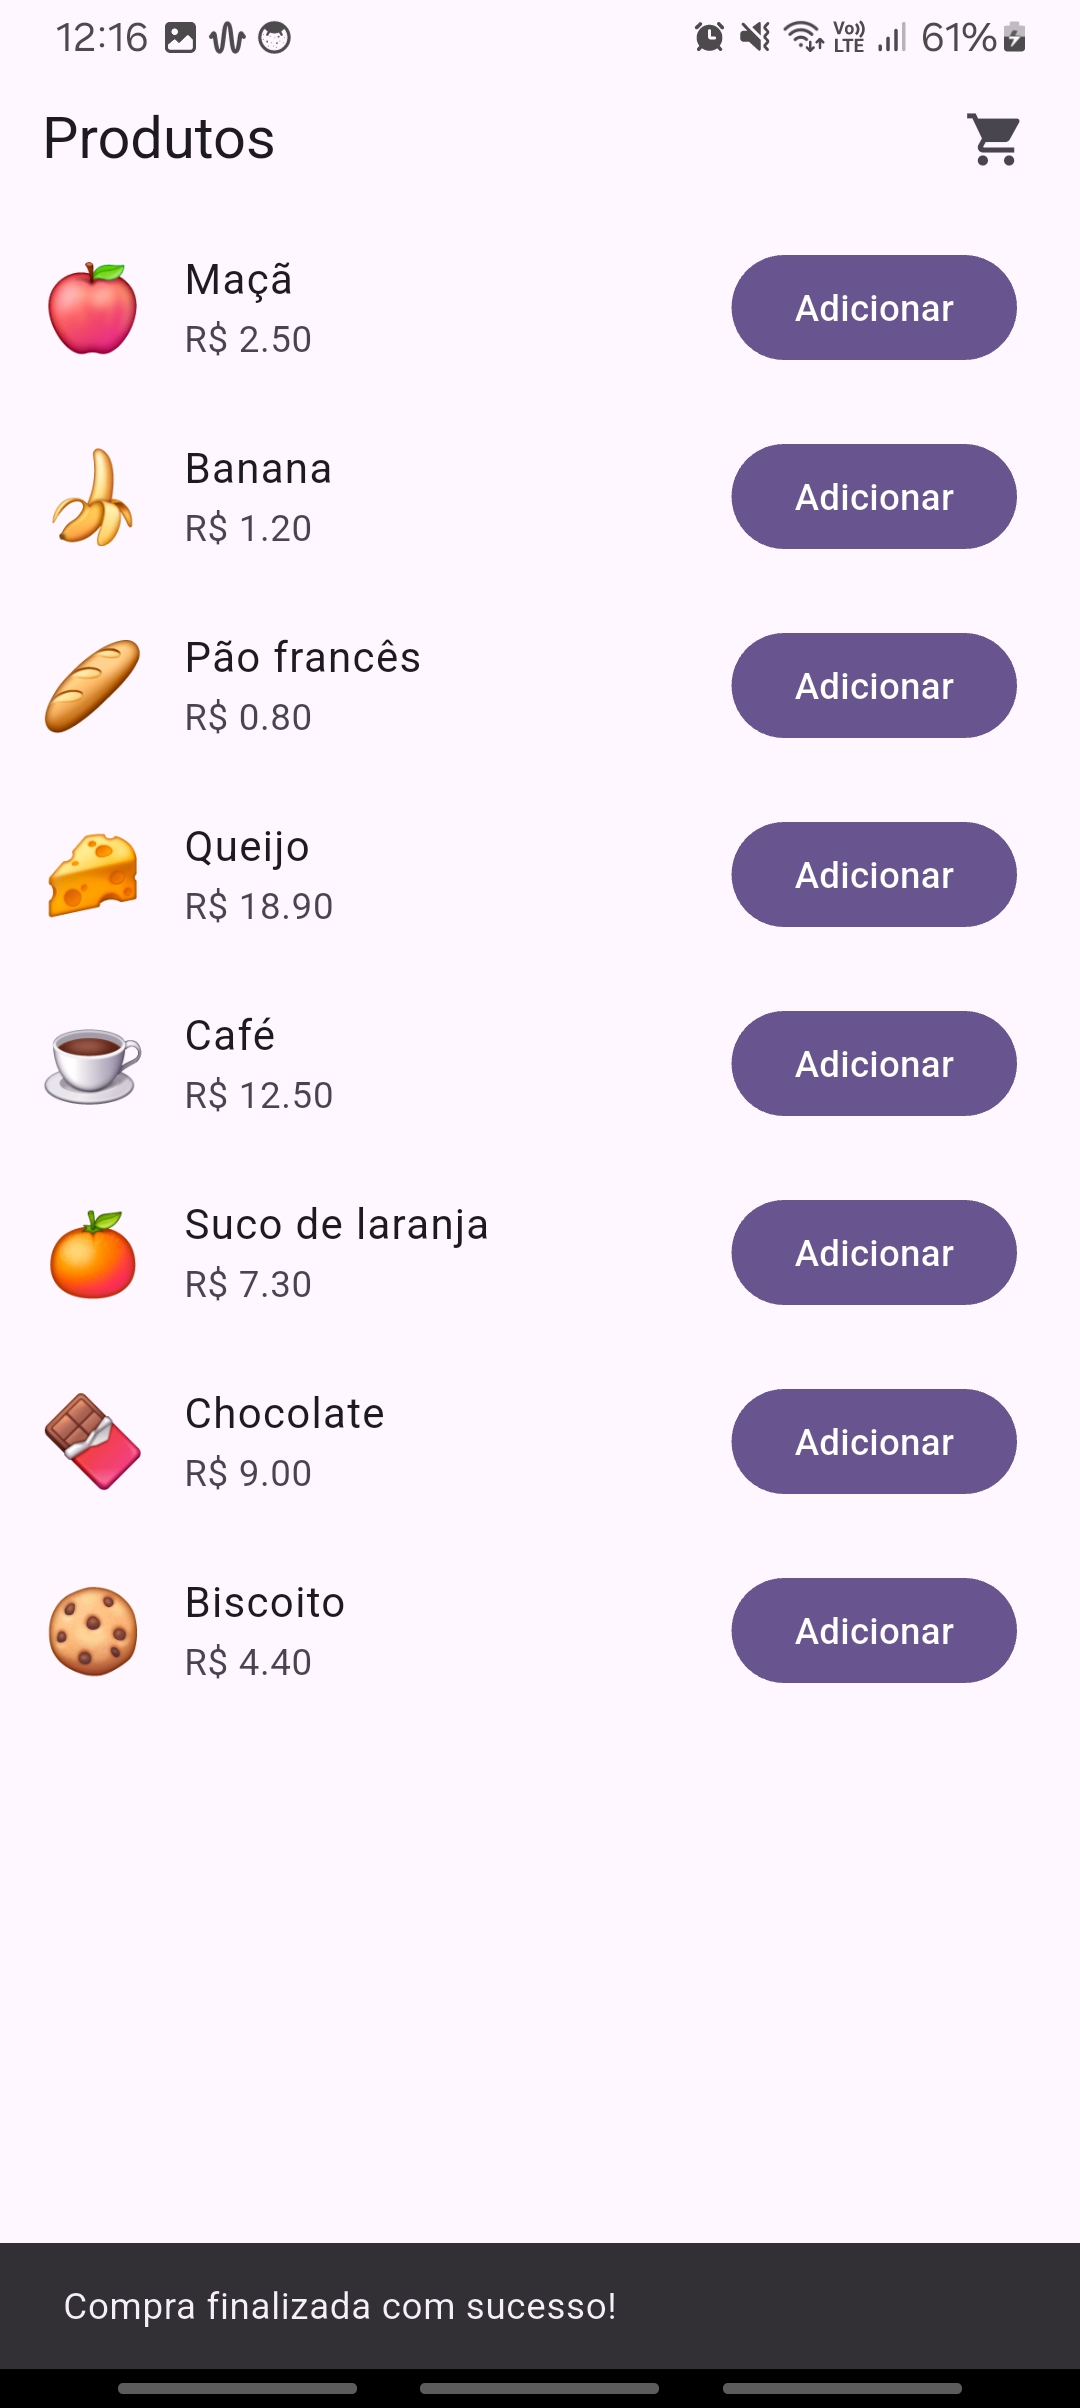 12:16
Vo)) LTE 61%
Produtos
Maçã
R$ 2.50
Adicionar
Banana
R$ 1.20
Adicionar
Pão francês
R$ 0.80
Adicionar
Queijo
R$ 18.90
Adicionar
Café
R$ 12.50
Adicionar
Suco de laranja
R$ 7.30
Adicionar
Chocolate
R$ 9.00
Adicionar
Biscoito
R$ 4.40
Adicionar
Compra finalizada com sucesso!